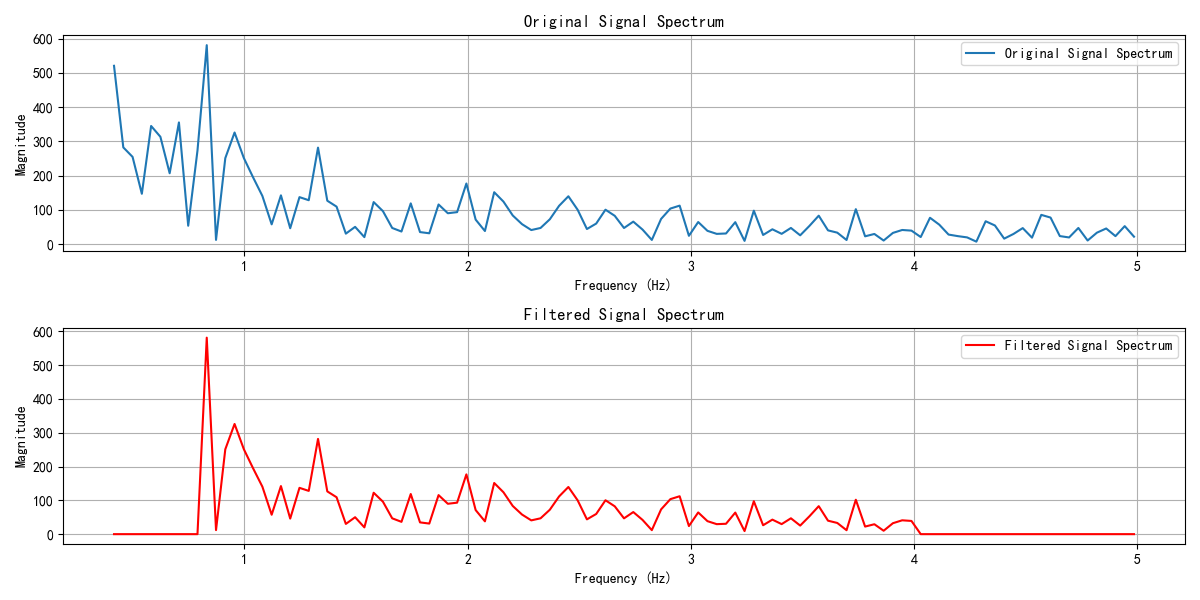 Original Signal Spectrum
600
500
400
300
200
100
0
Magnitude
Original Signal Spectrum
1 2 3 4 5
Frequency (Hz)
Filtered Signal Spectrum
600
500
400
300
200
100
0
Magnitude
Filtered Signal Spectrum
1 2 3 4 5
Frequency (Hz)